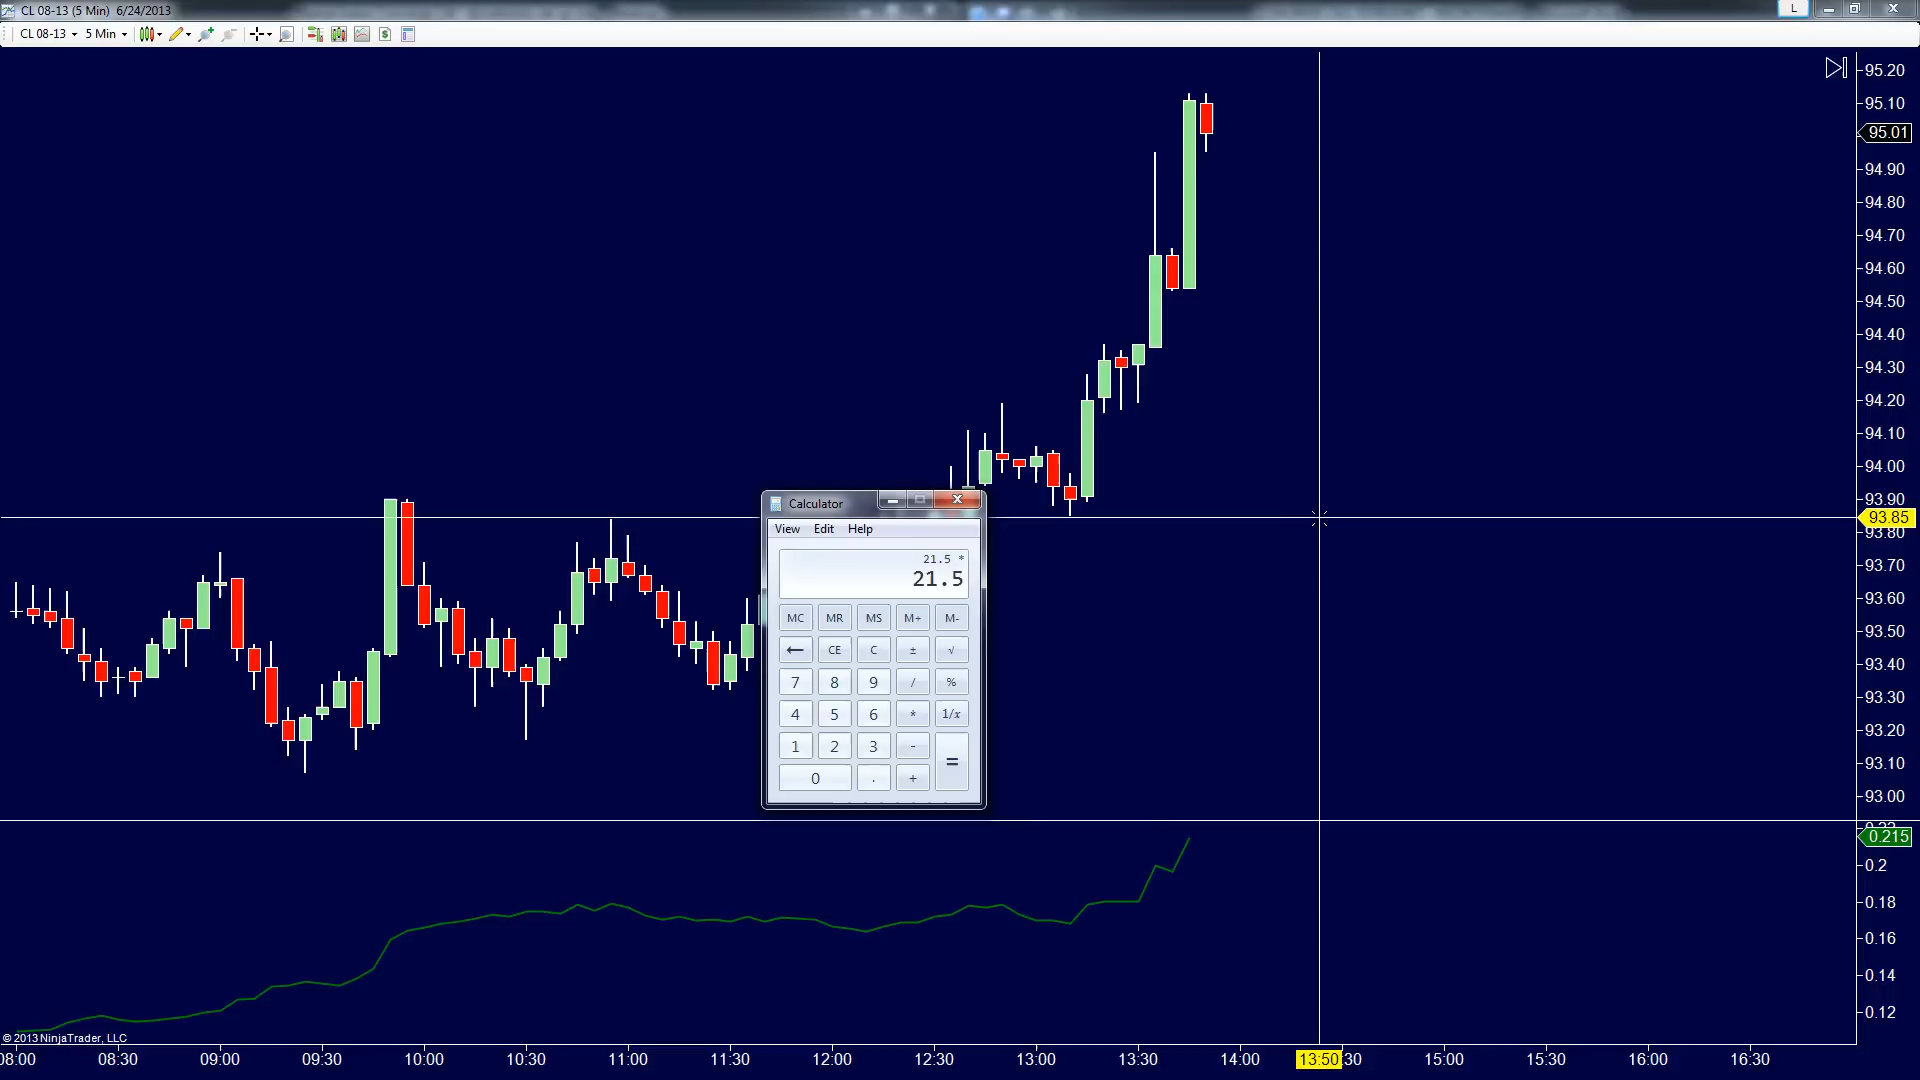 CL 08-13 (5 Min)  6/24/2013
L
CL 08-13
5 Min
95.20
95.10
95.01
94.90
94.80
94.70
94.60
94.50
94.40
94.30
94.20
94.10
94.00
93.90
93.85
93.80
93.70
93.60
93.50
93.40
93.30
93.20
93.10
93.00
Calculator
View Edit Help
21.5 *
21.5
MC MR MS M+ M-
← CE C ± √
7 8 9 / %
4 5 6 * 1/x
1 2 3 - =
0 . +
0.215
0.2
0.18
0.16
0.14
0.12
© 2013 NinjaTrader, LLC
08:00 08:30 09:00 09:30 10:00 10:30 11:00 11:30 12:00 12:30 13:00 13:30 14:00 13:50 :30 15:00 15:30 16:00 16:30